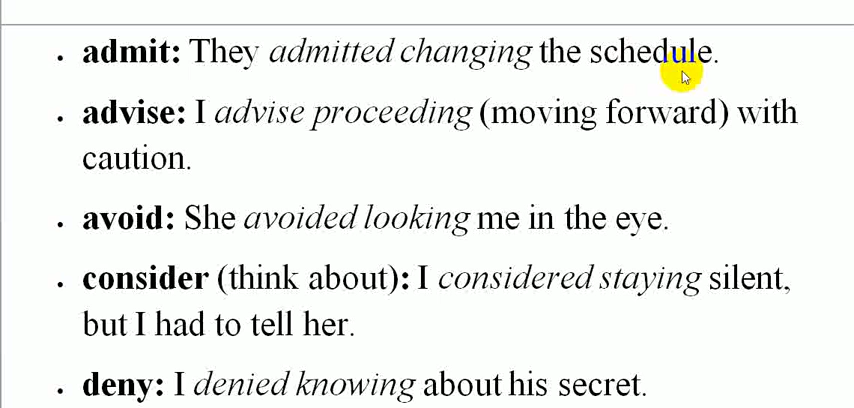 • admit: They admitted changing the schedule.
• advise: I advise proceeding (moving forward) with
caution.
• avoid: She avoided looking me in the eye.
• consider (think about): I considered staying silent,
but I had to tell her.
• deny: I denied knowing about his secret.